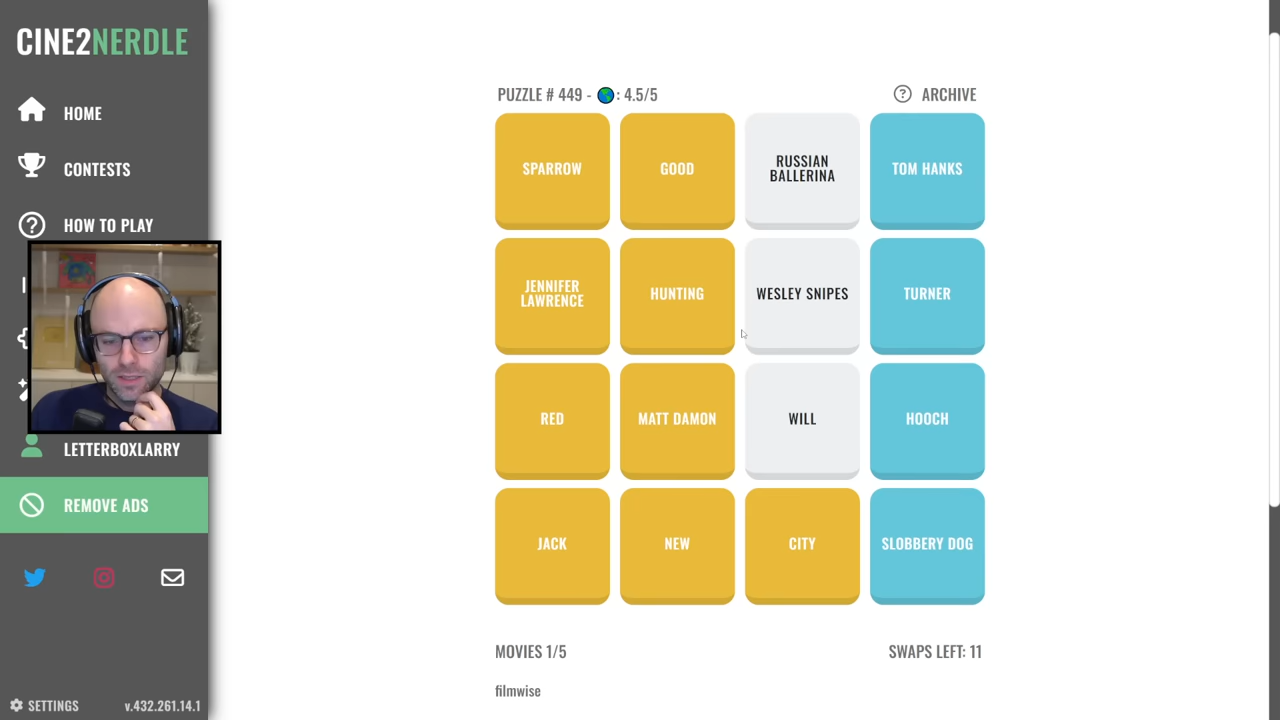 CINE2NERDLE
HOME
CONTESTS
HOW TO PLAY
LETTERBOXLARRY
REMOVE ADS
SETTINGS
v.432.261.14.1
PUZZLE # 449 - : 4.5/5
ARCHIVE
SPARROW
GOOD
RUSSIAN
BALLERINA
TOM HANKS
JENNIFER
LAWRENCE
HUNTING
WESLEY SNIPES
TURNER
RED
MATT DAMON
WILL
HOOCH
JACK
NEW
CITY
SLOBBERY DOG
MOVIES 1/5
SWAPS LEFT: 11
filmwise